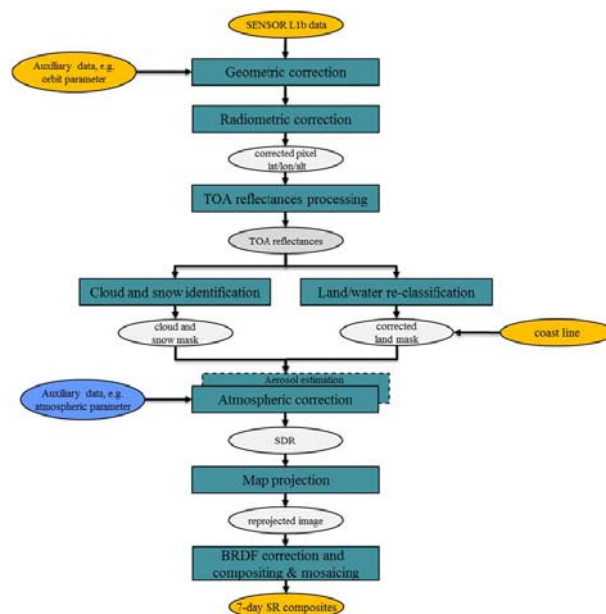 SENSOR L1b data
Auxiliary data, e.g.
orbit parameter
Geometric correction
Radiometric correction
corrected pixel
lat/lon/alt
TOA reflectances processing
TOA reflectances
Cloud and snow identification
Land/water re-classification
cloud and
snow mask
corrected
land mask
coast line
Aerosol estimation
Auxiliary data, e.g.
atmospheric parameter
Atmospheric correction
SDR
Map projection
reprojected image
BRDF correction and
compositing & mosaicing
7-day SR composites